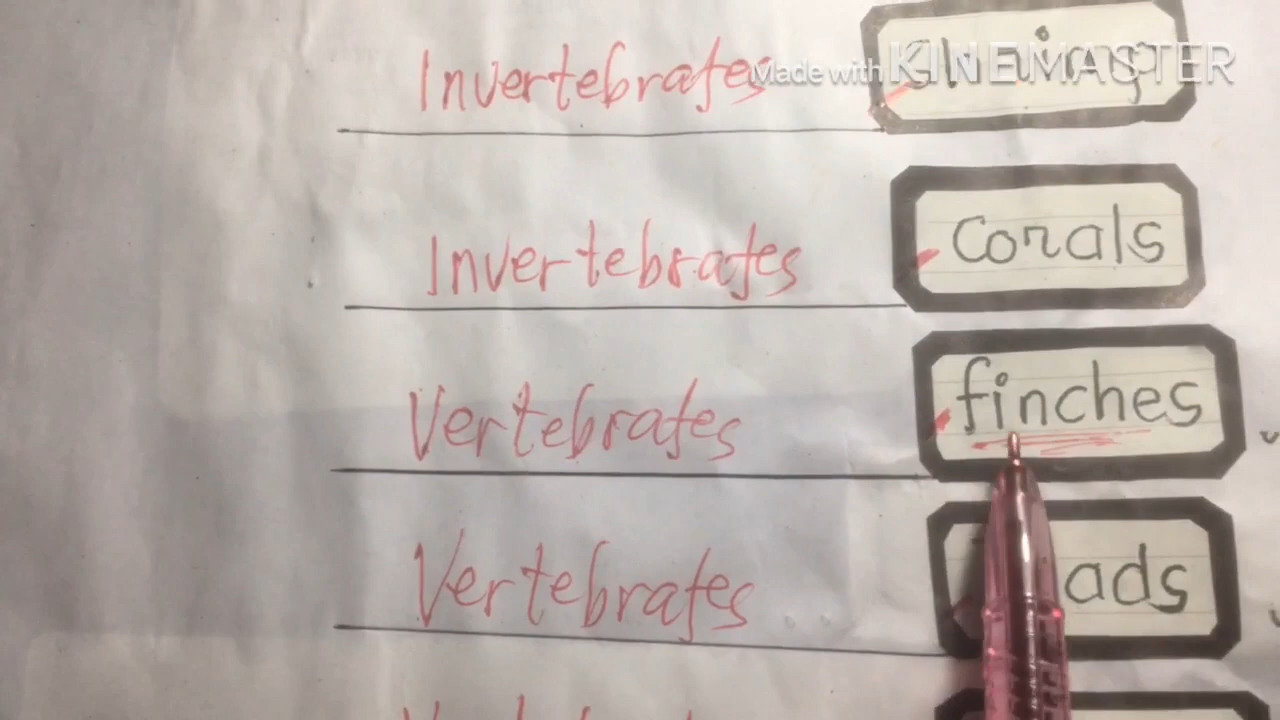 Invertebrates
Made with KINEMASTER
Invertebrates Corals
Vertebrates finches
Vertebrates